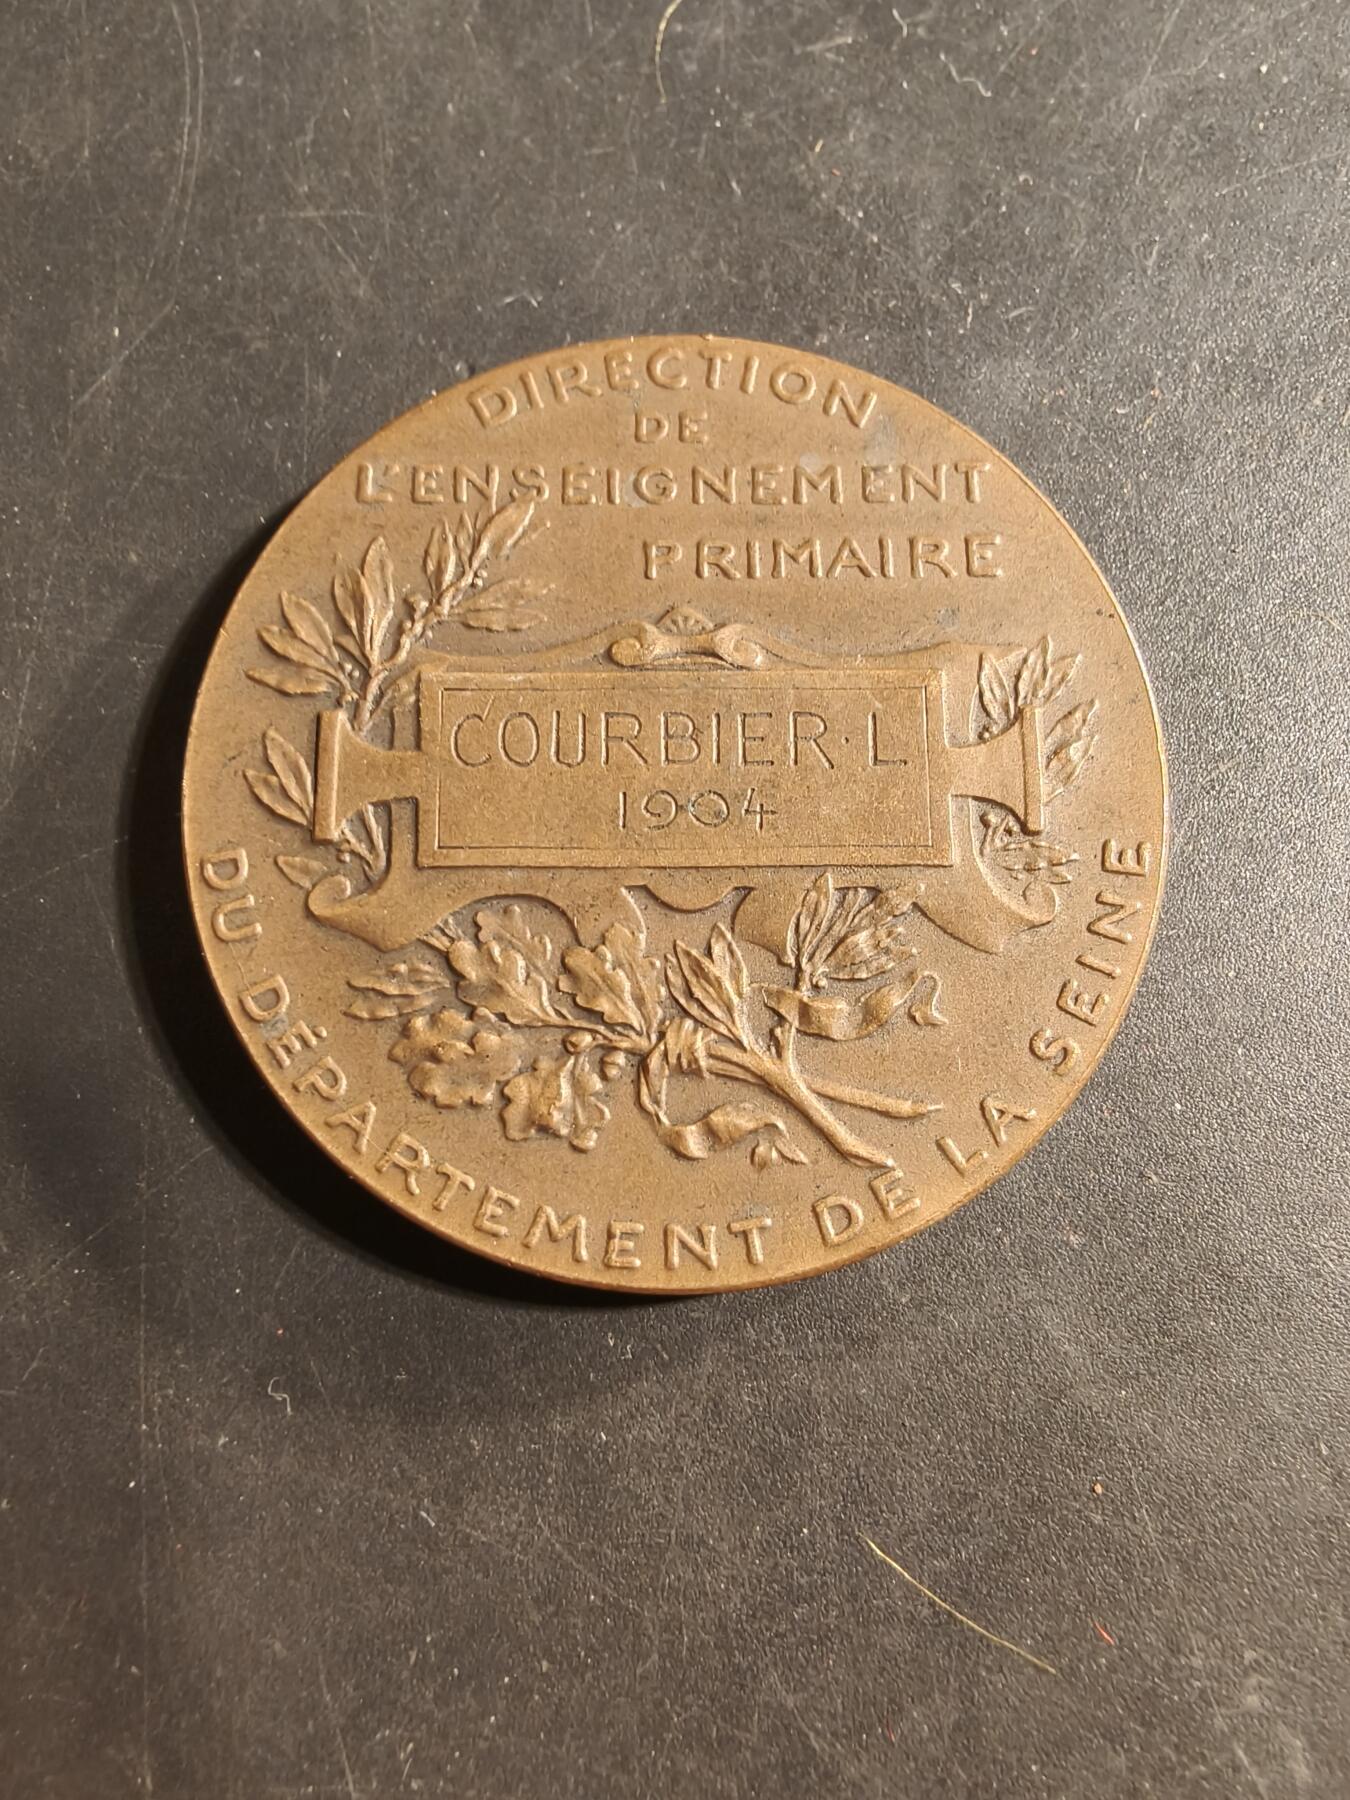 DIRECTION
DE
L'ENSEIGNEMENT
PRIMAIRE
COURBIER·L
1904
DU DÉPARTEMENT DE LA SEINE